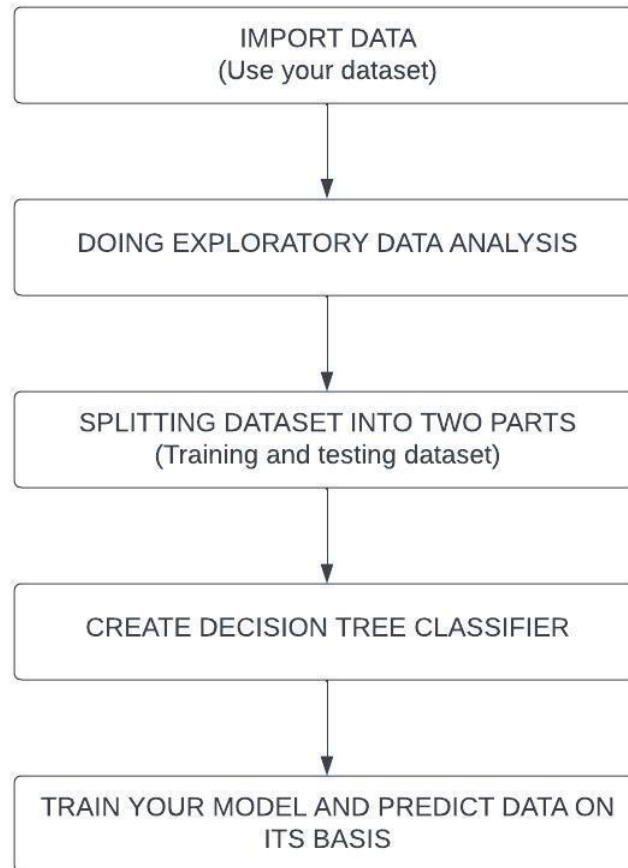 IMPORT DATA
(Use your dataset)
DOING EXPLORATORY DATA ANALYSIS
SPLITTING DATASET INTO TWO PARTS
(Training and testing dataset)
CREATE DECISION TREE CLASSIFIER
TRAIN YOUR MODEL AND PREDICT DATA ON
ITS BASIS